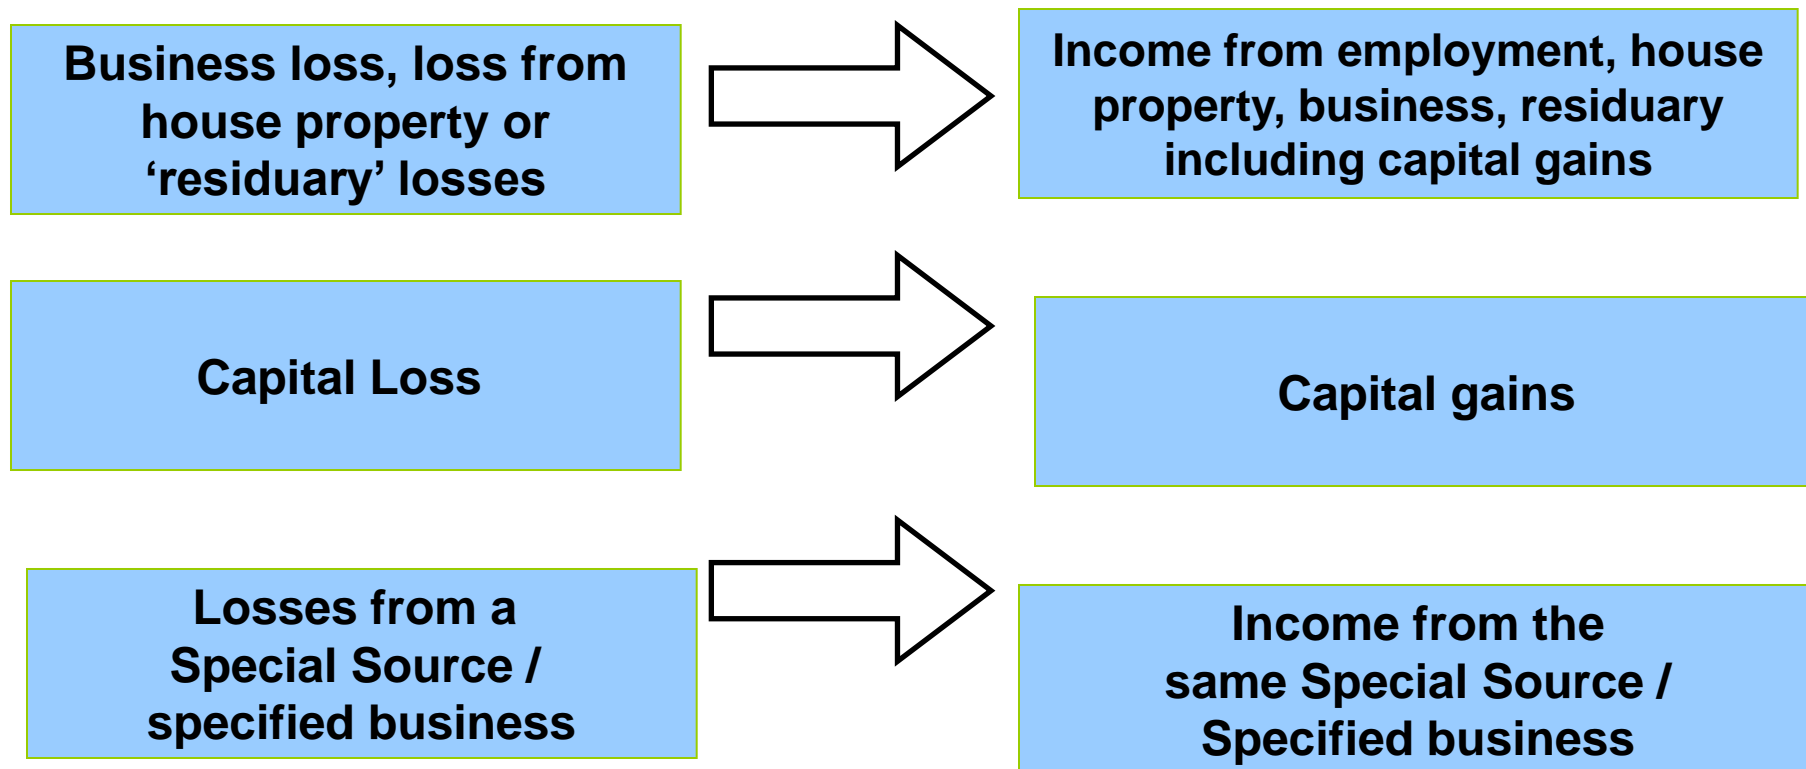 Business loss, loss from
house property or
‘residuary’ losses
Income from employment, house
property, business, residuary
including capital gains
Capital Loss
Capital gains
Losses from a
Special Source /
specified business
Income from the
same Special Source /
Specified business